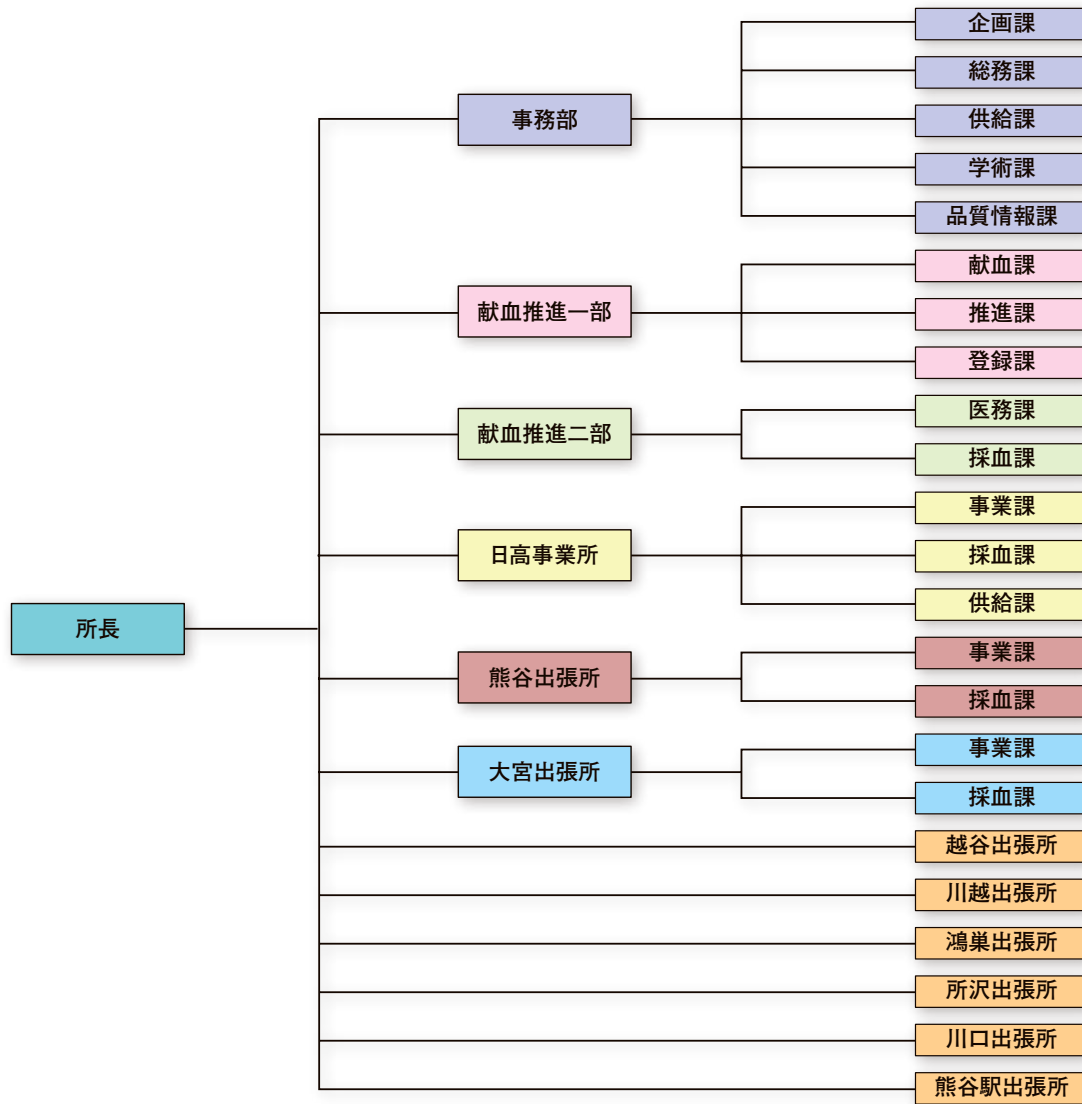 所長
事務部
企画課
総務課
供給課
学術課
品質情報課
献血推進一部
献血課
推進課
登録課
献血推進二部
医務課
採血課
日高事業所
事業課
採血課
供給課
熊谷出張所
事業課
採血課
大宮出張所
事業課
採血課
越谷出張所
川越出張所
鴻巣出張所
所沢出張所
川口出張所
熊谷駅出張所